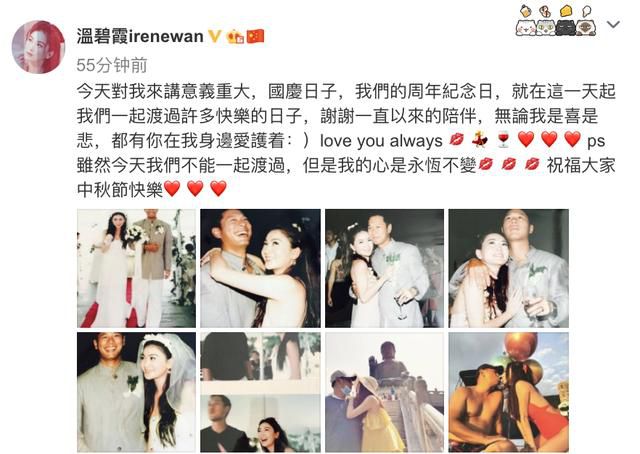 溫碧霞irenewan
55分钟前
今天對我來講意義重大，國慶日子，我們的周年紀念日，就在這一天起
我們一起渡過許多快樂的日子，謝謝一直以來的陪伴，無論我是喜是
悲，都有你在我身邊愛護着：）love you always 💋 💃 🍷 ❤️ ❤️ ❤️ ps
雖然今天我們不能一起渡過，但是我的心是永恆不變💋 💋 💋 祝福大家
中秋節快樂❤️ ❤️ ❤️